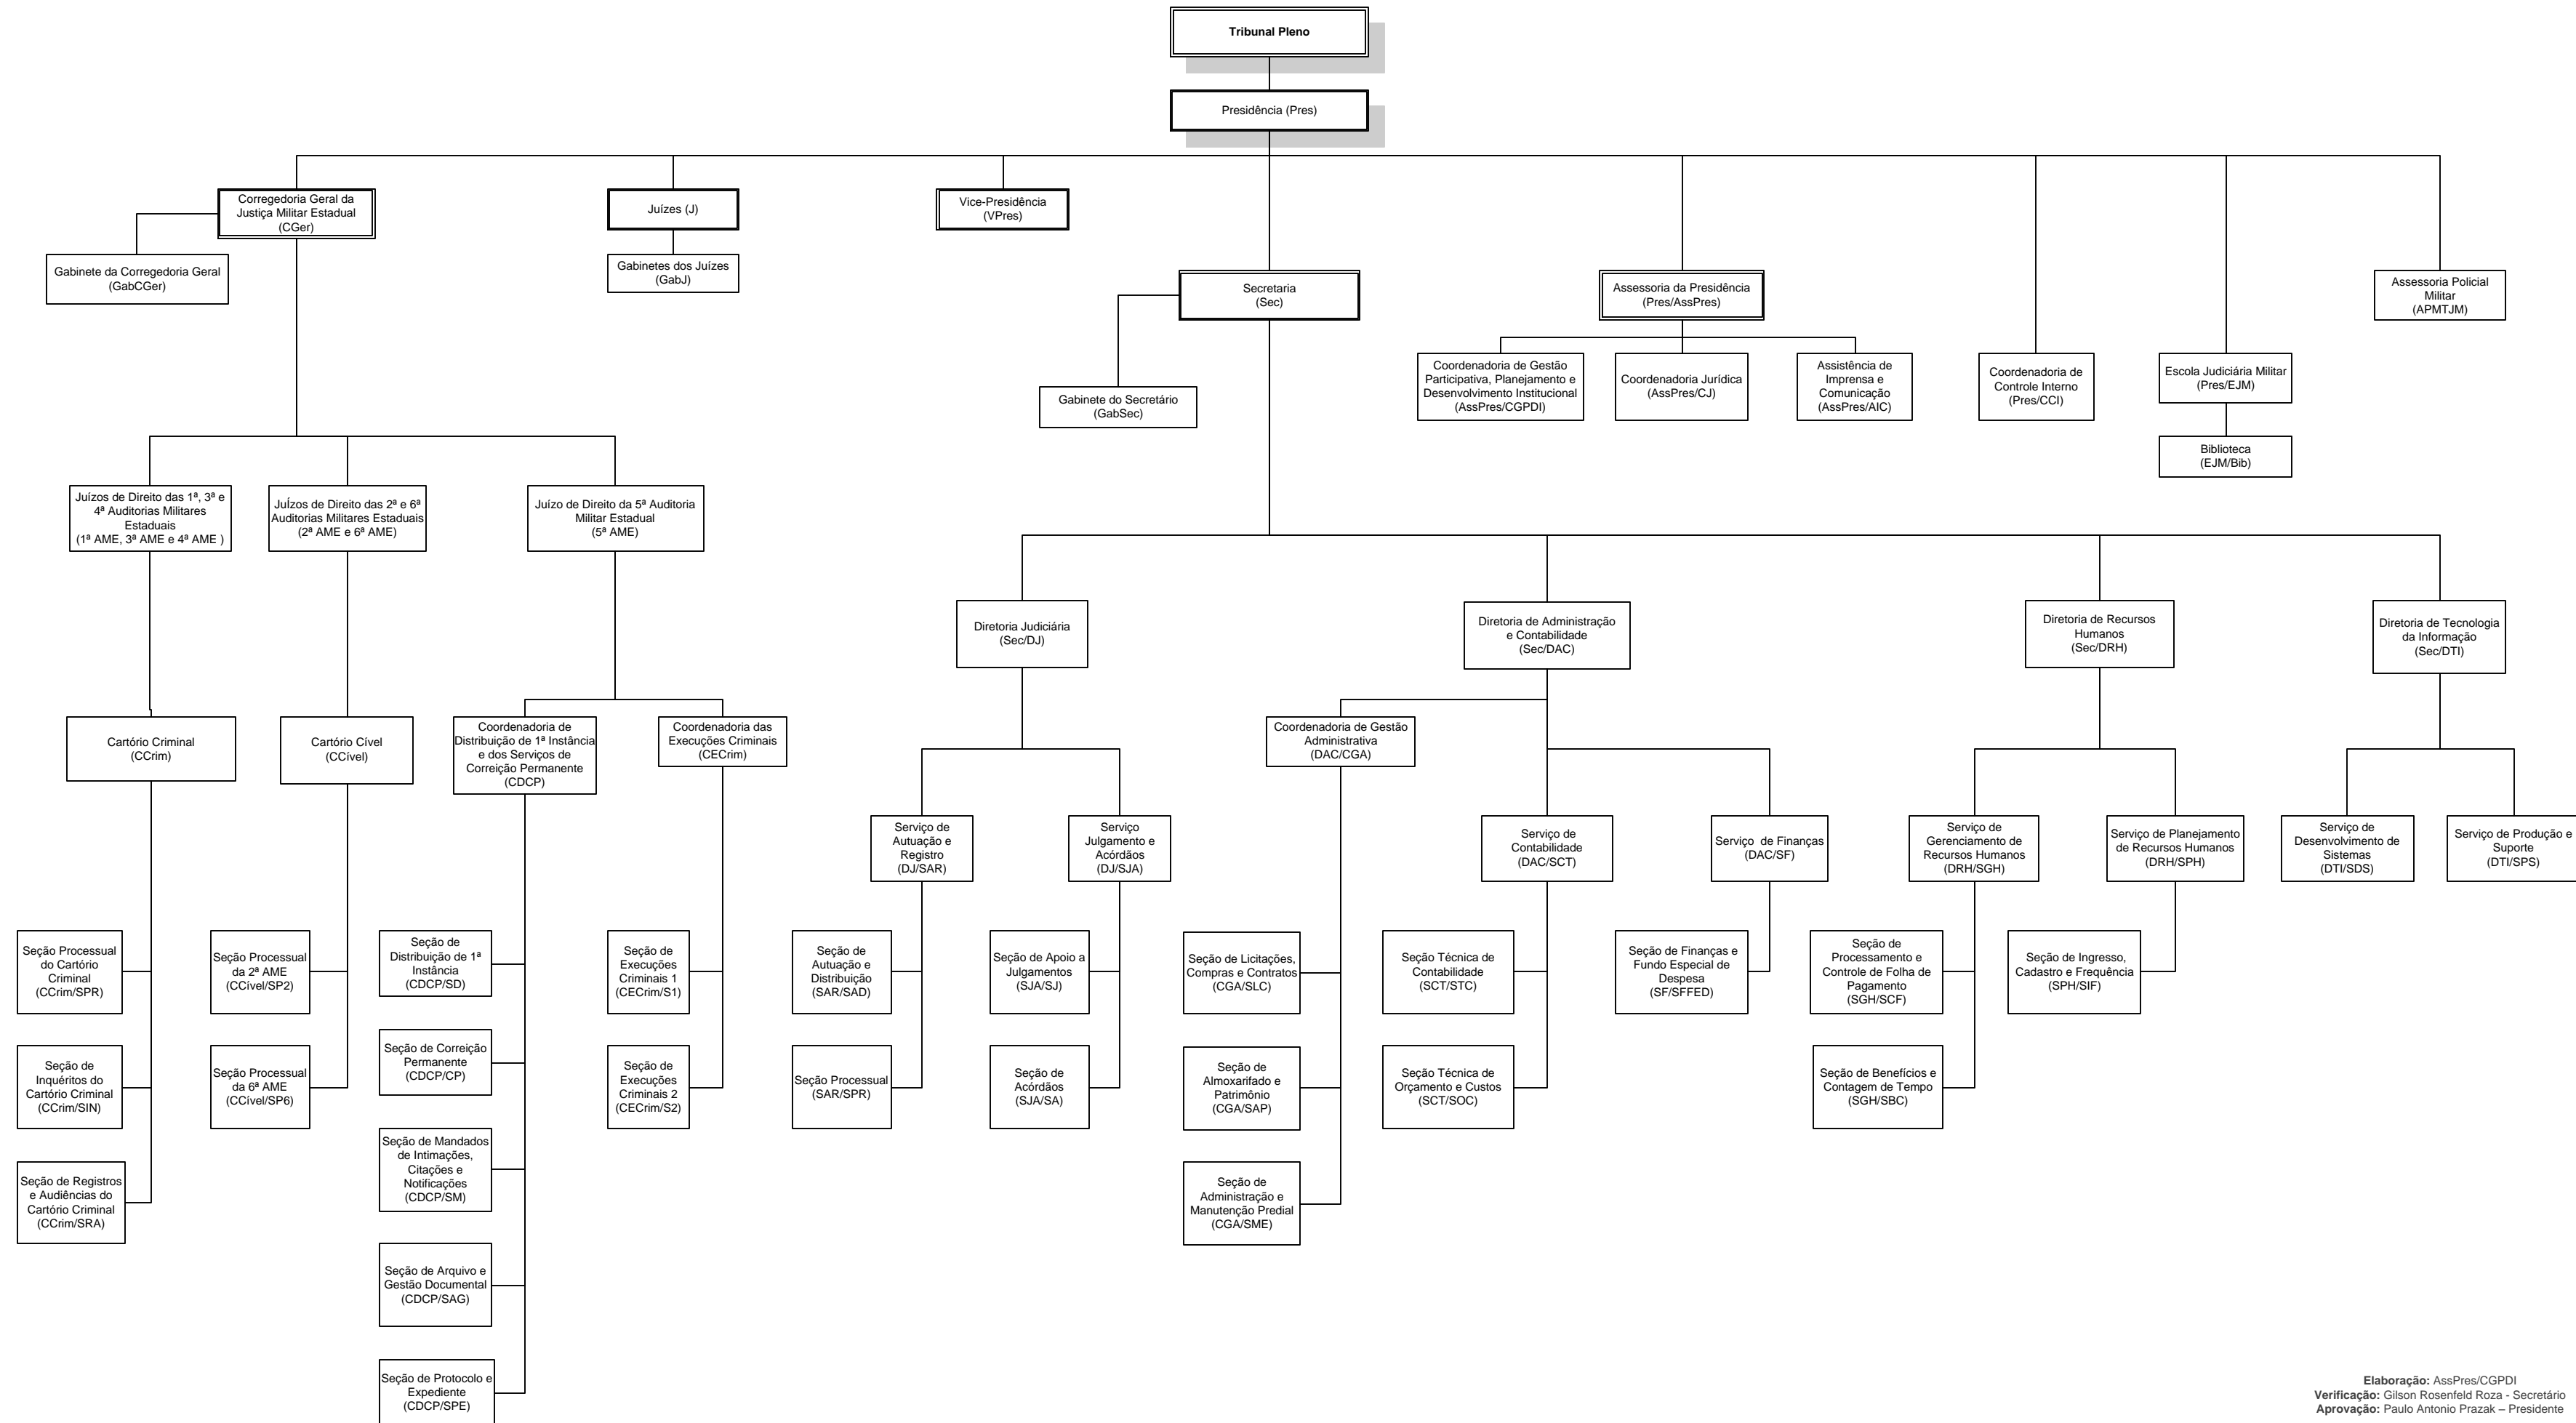 Tribunal Pleno
Presidência (Pres)
Corregedoria Geral da
Justiça Militar Estadual
(CGer)
Juízes (J)
Vice-Presidência
(VPres)
Gabinete da Corregedoria Geral
(GabCGer)
Gabinetes dos Juízes
(GabJ)
Secretaria
(Sec)
Assessoria da Presidência
(Pres/AssPres)
Assessoria Policial
Militar
(APMTJM)
Gabinete do Secretário
(GabSec)
Coordenadoria de Gestão
Participativa, Planejamento e
Desenvolvimento Institucional
(AssPres/CGPDI)
Coordenadoria Jurídica
(AssPres/CJ)
Assistência de
Imprensa e
Comunicação
(AssPres/AIC)
Coordenadoria de
Controle Interno
(Pres/CCI)
Escola Judiciária Militar
(Pres/EJM)
Biblioteca
(EJM/Bib)
Juízos de Direito das 1ª, 3ª e
4ª Auditorias Militares
Estaduais
(1ª AME, 3ª AME e 4ª AME )
JuÍzos de Direito das 2ª e 6ª
Auditorias Militares Estaduais
(2ª AME e 6ª AME)
Juízo de Direito da 5ª Auditoria
Militar Estadual
(5ª AME)
Diretoria Judiciária
(Sec/DJ)
Diretoria de Administração
e Contabilidade
(Sec/DAC)
Diretoria de Recursos
Humanos
(Sec/DRH)
Diretoria de Tecnologia
da Informação
(Sec/DTI)
Cartório Criminal
(CCrim)
Cartório Cível
(CCível)
Coordenadoria de
Distribuição de 1ª Instância
e dos Serviços de
Correição Permanente
(CDCP)
Coordenadoria das
Execuções Criminais
(CECrim)
Coordenadoria de Gestão
Administrativa
(DAC/CGA)
Serviço de
Autuação e
Registro
(DJ/SAR)
Serviço
Julgamento e
Acórdãos
(DJ/SJA)
Serviço de
Contabilidade
(DAC/SCT)
Serviço  de Finanças
(DAC/SF)
Serviço de
Gerenciamento de
Recursos Humanos
(DRH/SGH)
Serviço de Planejamento
de Recursos Humanos
(DRH/SPH)
Serviço de
Desenvolvimento de
Sistemas
(DTI/SDS)
Serviço de Produção e
Suporte
(DTI/SPS)
Seção Processual
do Cartório
Criminal
(CCrim/SPR)
Seção Processual
da 2ª AME
(CCível/SP2)
Seção de
Distribuição de 1ª
Instância
(CDCP/SD)
Seção de
Execuções
Criminais 1
(CECrim/S1)
Seção de
Autuação e
Distribuição
(SAR/SAD)
Seção de Apoio a
Julgamentos
(SJA/SJ)
Seção de Licitações,
Compras e Contratos
(CGA/SLC)
Seção Técnica de
Contabilidade
(SCT/STC)
Seção de Finanças e
Fundo Especial de
Despesa
(SF/SFFED)
Seção de
Processamento e
Controle de Folha de
Pagamento
(SGH/SCF)
Seção de Ingresso,
Cadastro e Frequência
(SPH/SIF)
Seção de
Inquéritos do
Cartório Criminal
(CCrim/SIN)
Seção Processual
da 6ª AME
(CCível/SP6)
Seção de Correição
Permanente
(CDCP/CP)
Seção de
Execuções
Criminais 2
(CECrim/S2)
Seção Processual
(SAR/SPR)
Seção de
Acórdãos
(SJA/SA)
Seção de
Almoxarifado e
Patrimônio
(CGA/SAP)
Seção Técnica de
Orçamento e Custos
(SCT/SOC)
Seção de Benefícios e
Contagem de Tempo
(SGH/SBC)
Seção de Registros
e Audiências do
Cartório Criminal
(CCrim/SRA)
Seção de Mandados
de Intimações,
Citações e
Notificações
(CDCP/SM)
Seção de
Administração e
Manutenção Predial
(CGA/SME)
Seção de Arquivo e
Gestão Documental
(CDCP/SAG)
Seção de Protocolo e
Expediente
(CDCP/SPE)
Elaboração: AssPres/CGPDI
Verificação: Gilson Rosenfeld Roza - Secretário
Aprovação: Paulo Antonio Prazak – Presidente